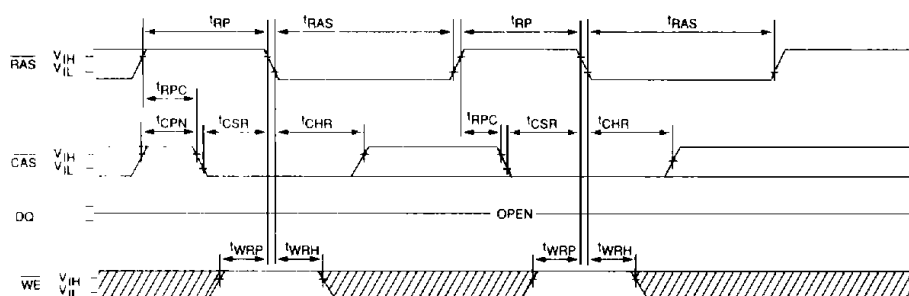 tRP tRAS tRP tRAS
RAS VIH VIL
tRPC tRPC
tCPN tCSR tCHR tCSR tCHR
CAS VIH VIL
DQ OPEN
tWRP tWRH tWRP tWRH
WE VIH VIL